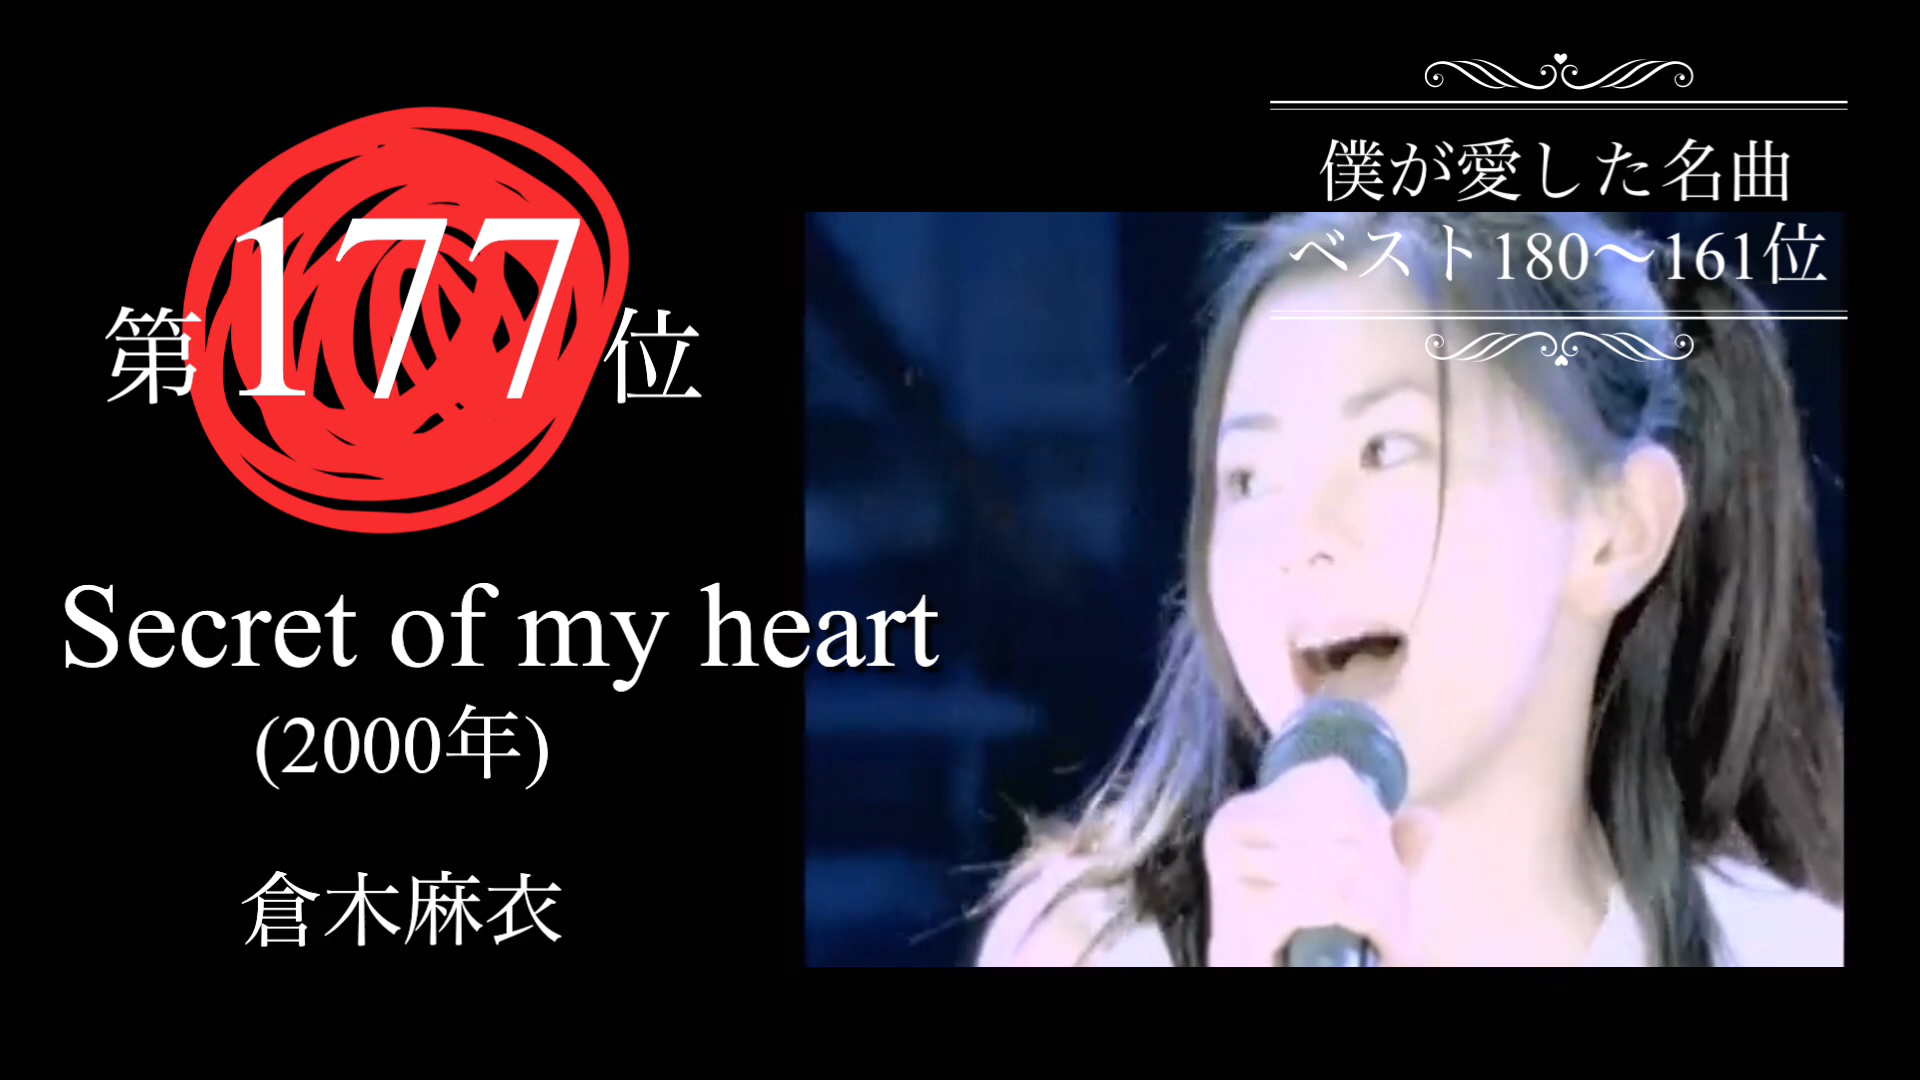 僕が愛した名曲
ベスト180〜161位
第177位
Secret of my heart
(2000年)
倉木麻衣